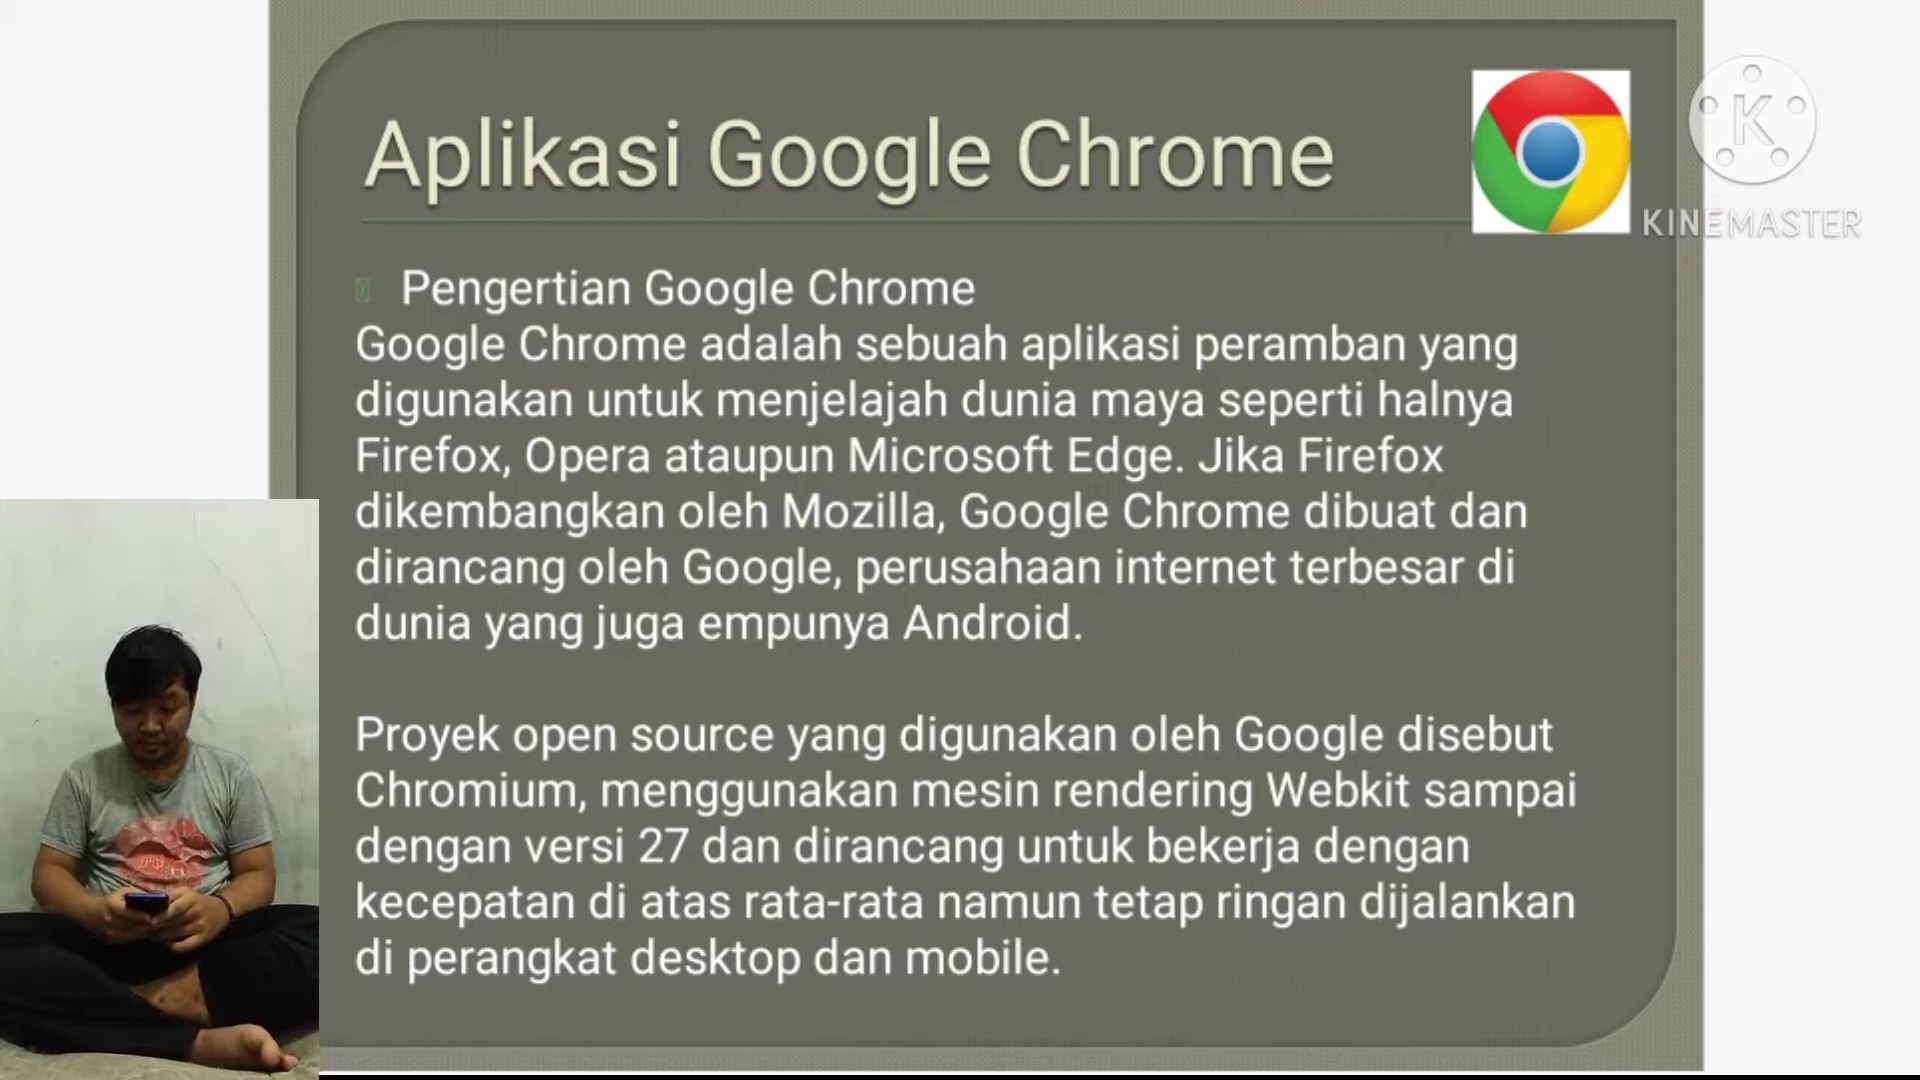 Aplikasi Google Chrome
K
KINEMASTER
Pengertian Google Chrome
Google Chrome adalah sebuah aplikasi peramban yang
digunakan untuk menjelajah dunia maya seperti halnya
Firefox, Opera ataupun Microsoft Edge. Jika Firefox
dikembangkan oleh Mozilla, Google Chrome dibuat dan
dirancang oleh Google, perusahaan internet terbesar di
dunia yang juga empunya Android.
Proyek open source yang digunakan oleh Google disebut
Chromium, menggunakan mesin rendering Webkit sampai
dengan versi 27 dan dirancang untuk bekerja dengan
kecepatan di atas rata-rata namun tetap ringan dijalankan
di perangkat desktop dan mobile.